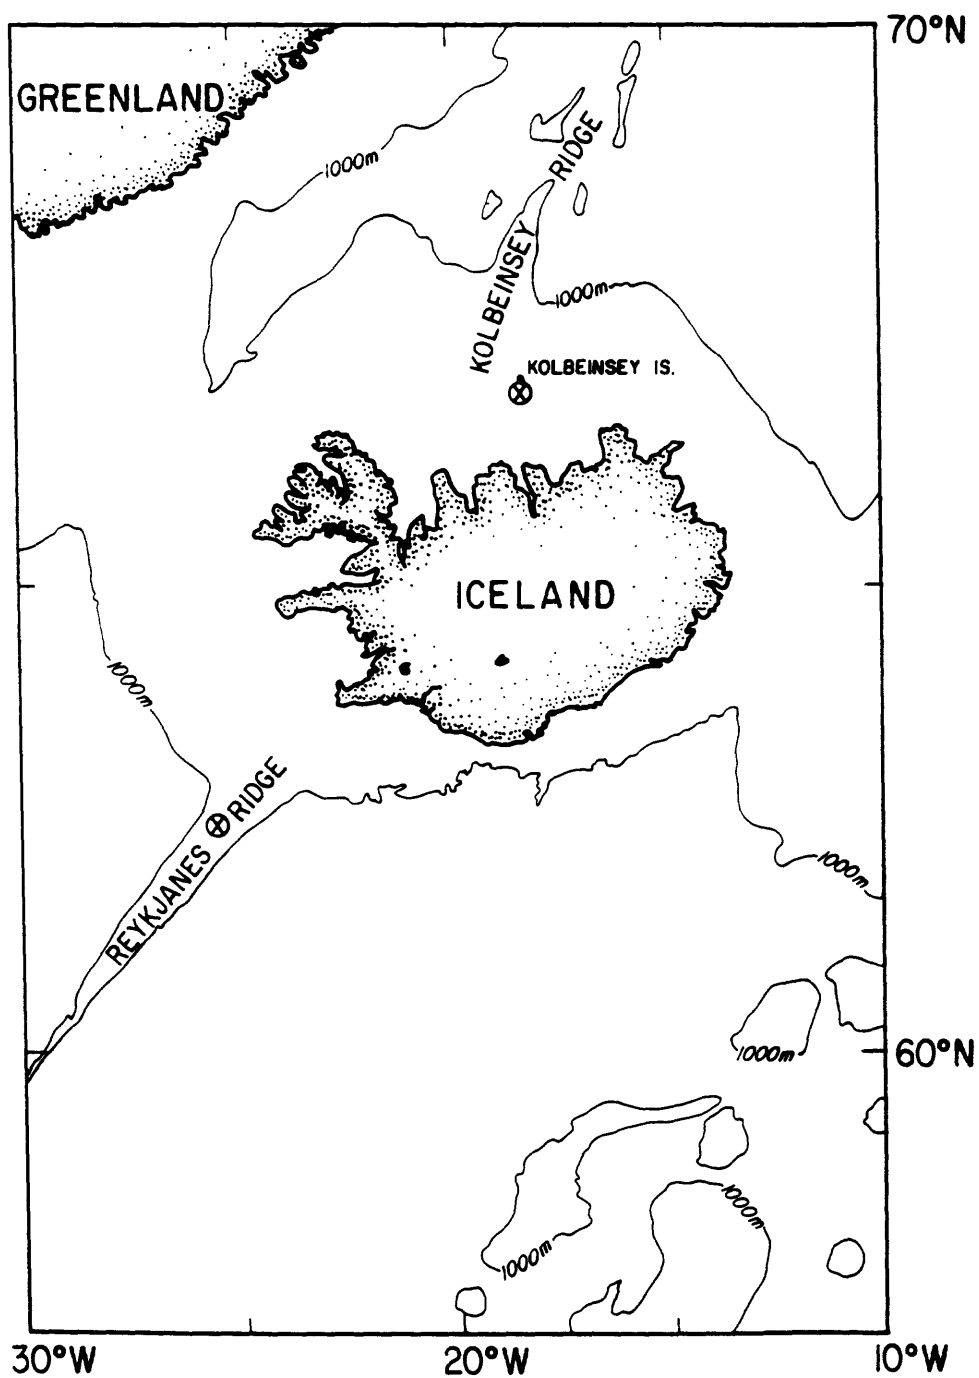 70°N
GREENLAND
1000m
RIDGE
KOLBEINSEY
1000m
KOLBEINSEY IS.
ICELAND
1000m
RIDGE
REYKJANES
1000m
1000m
60°N
1000m
1000m
30°W
20°W
10°W